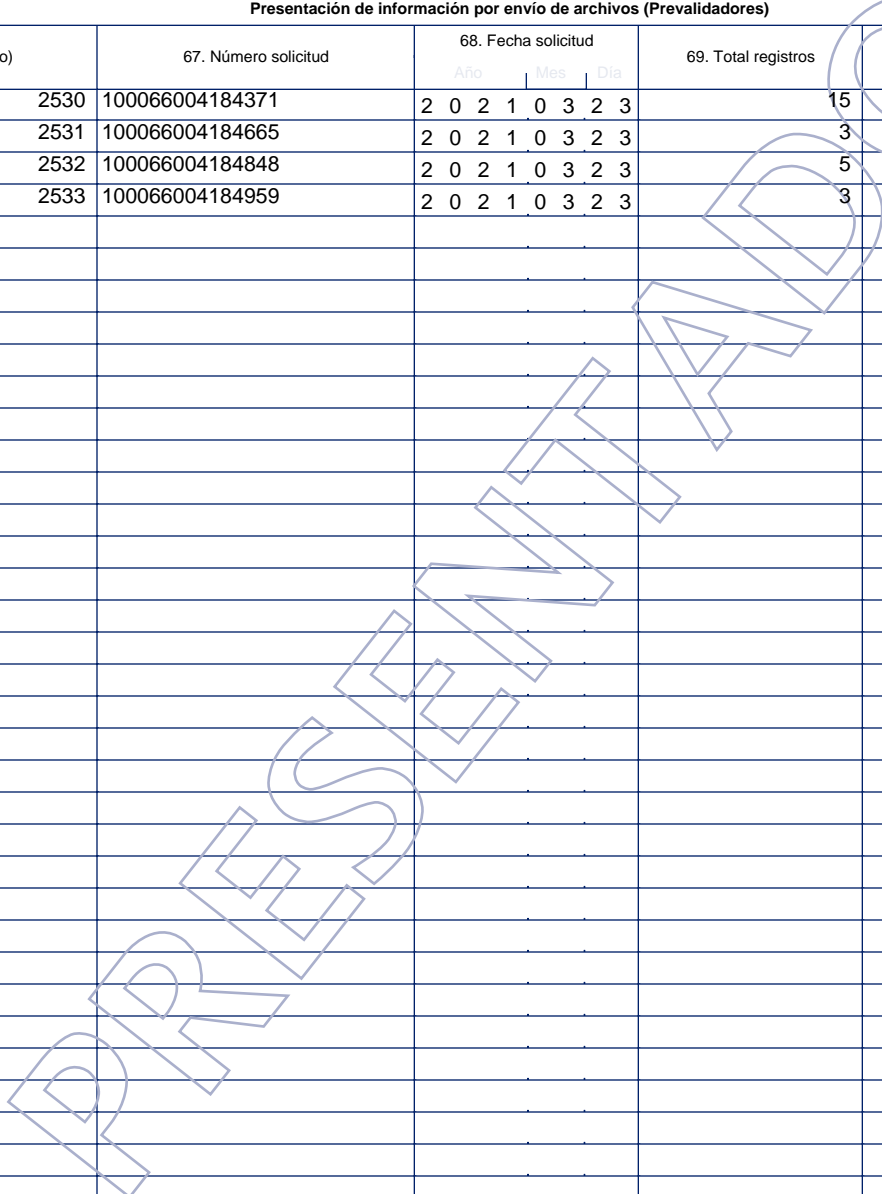 Presentación de información por envío de archivos (Prevalidadores)
o) 67. Número solicitud 68. Fecha solicitud 69. Total registros
Año Mes Día
2530 100066004184371 2 0 2 1 0 3 2 3 15
2531 100066004184665 2 0 2 1 0 3 2 3 3
2532 100066004184848 2 0 2 1 0 3 2 3 5
2533 100066004184959 2 0 2 1 0 3 2 3 3
PRESENTADO